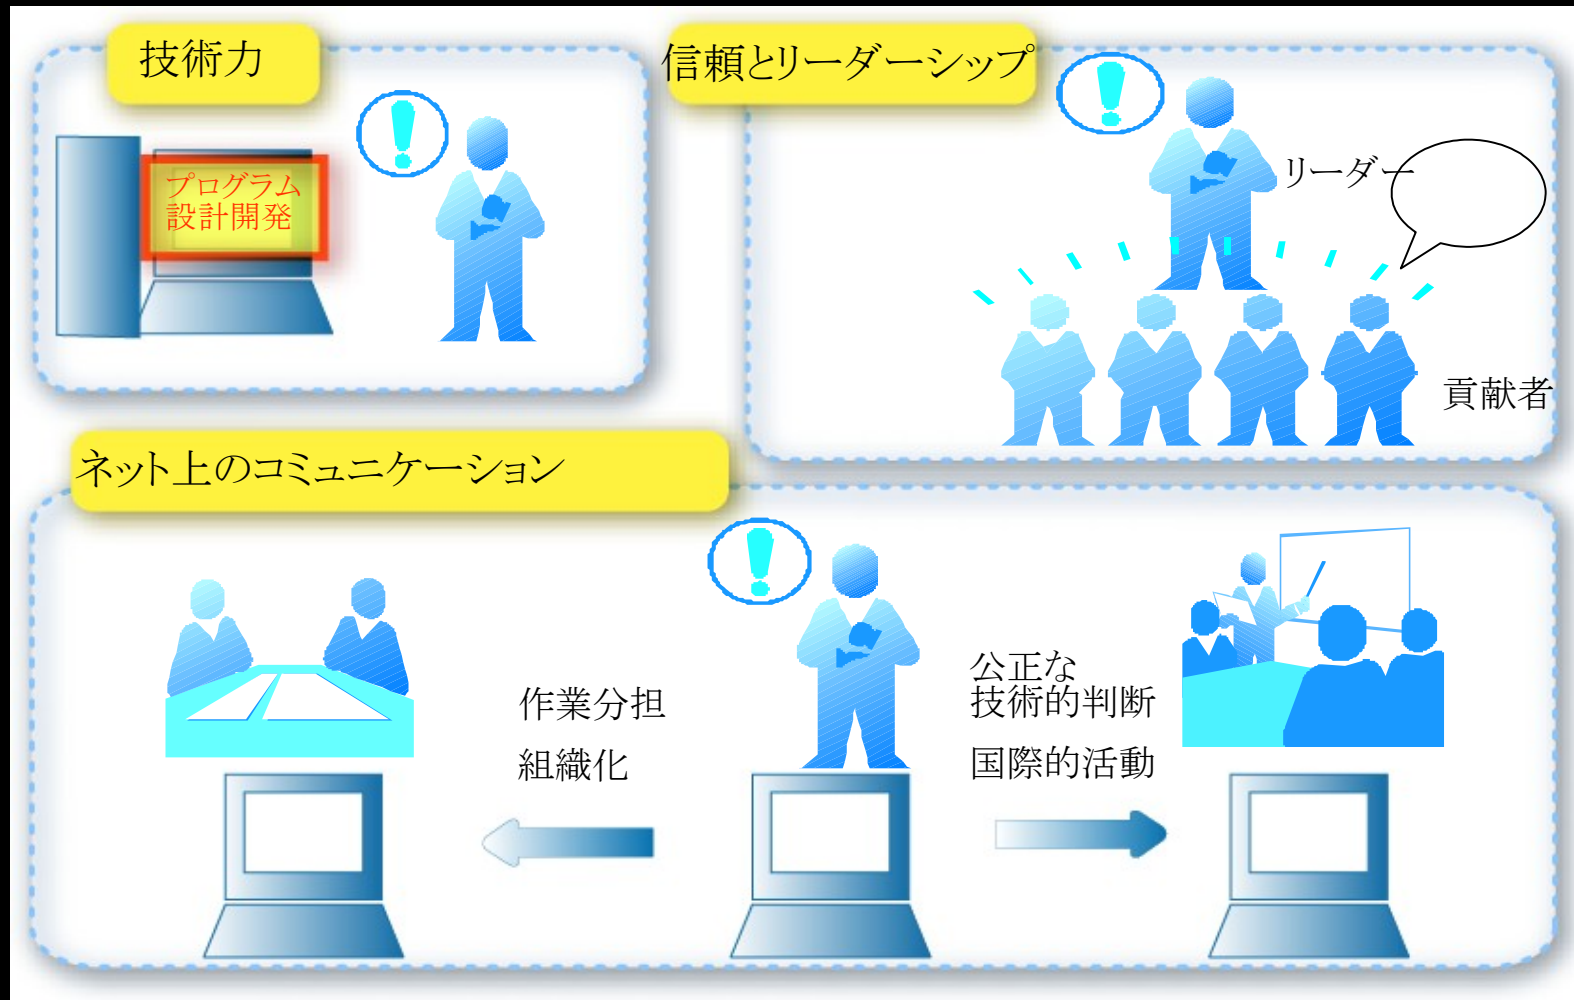 技術力
プログラム
設計開発
信頼とリーダーシップ
リーダー
貢献者
ネット上のコミュニケーション
作業分担
組織化
公正な
技術的判断
国際的活動